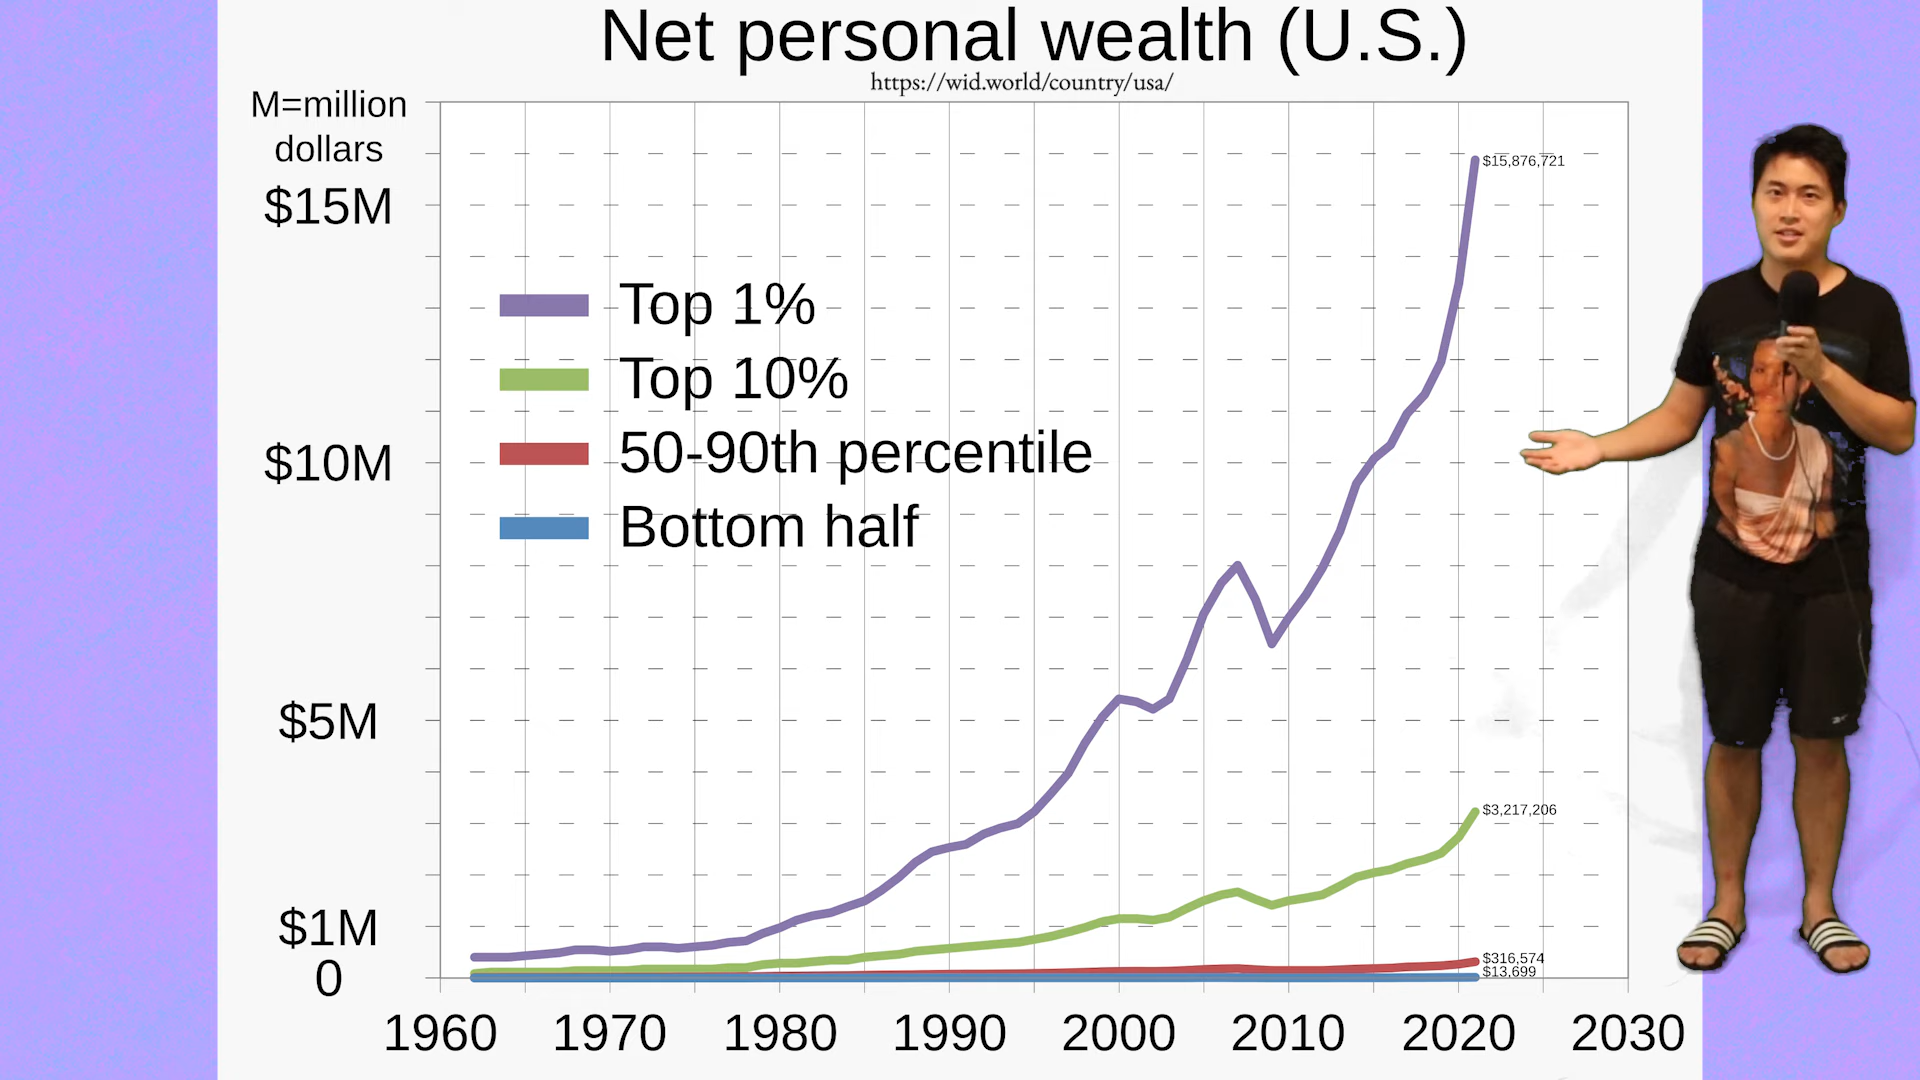 Net personal wealth (U.S.)
https://wid.world/country/usa/
M=million
dollars
$15M
$10M
$5M
$1M
0
Top 1%
Top 10%
50-90th percentile
Bottom half
$15,876,721
$3,217,206
$316,574
$13,699
1960 1970 1980 1990 2000 2010 2020 2030